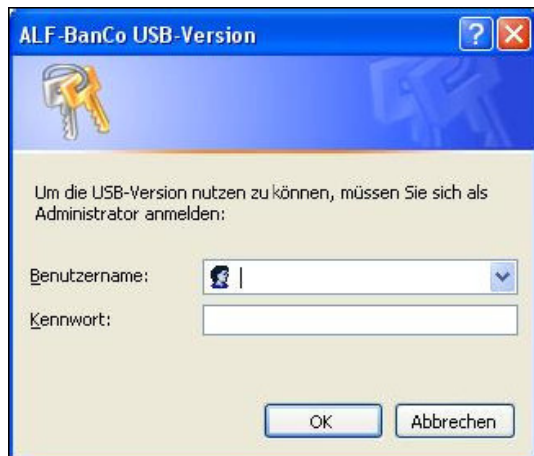 ALF-BanCo USB-Version
Um die USB-Version nutzen zu können, müssen Sie sich als
Administrator anmelden:
Benutzername:
Kennwort:
OK Abbrechen